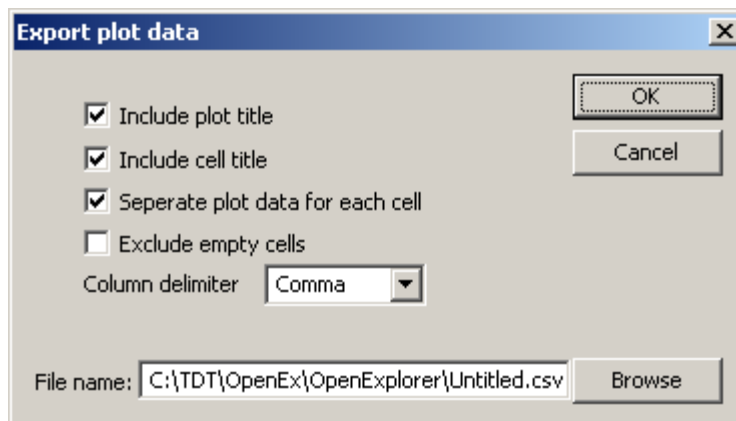 Export plot data
OK
Include plot title
Cancel
Include cell title
Seperate plot data for each cell
Exclude empty cells
Column delimiter Comma
File name: C:\TDT\OpenEx\OpenExplorer\Untitled.csv Browse